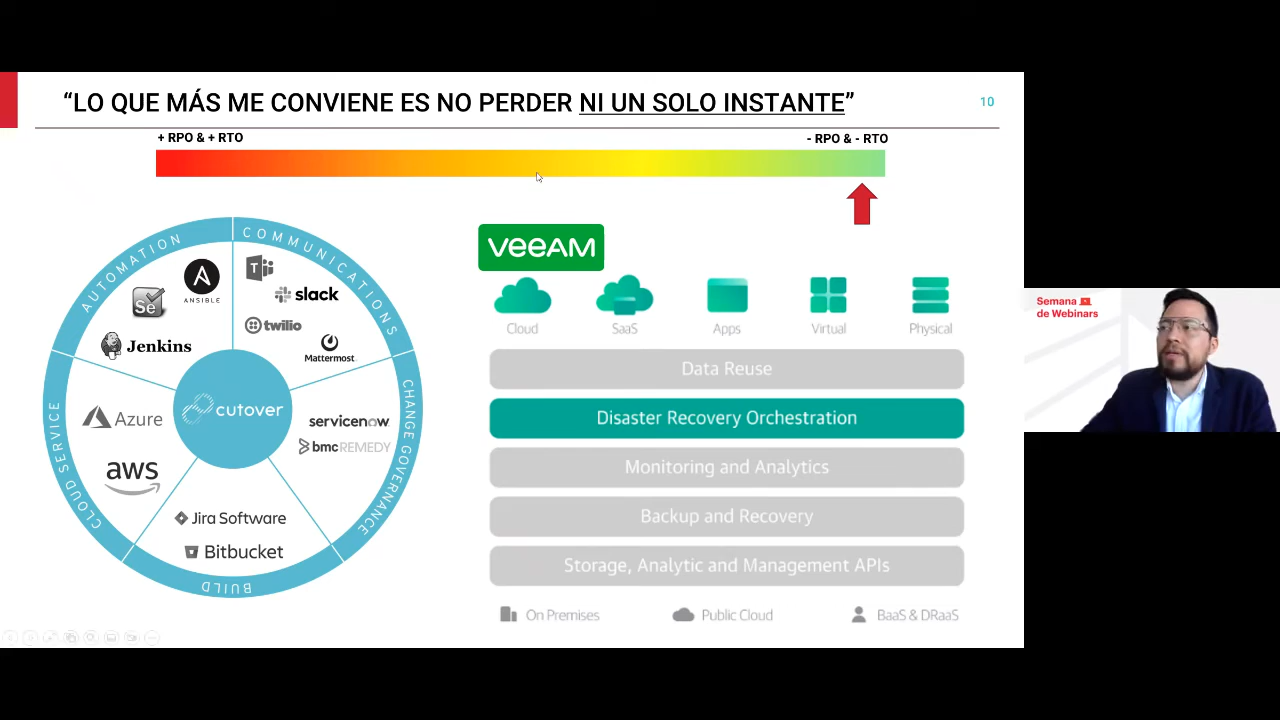 “LO QUE MÁS ME CONVIENE ES NO PERDER NI UN SOLO INSTANTE”
10
+ RPO & + RTO
- RPO & - RTO
AUTOMATION
COMMUNICATIONS
CHANGE GOVERNANCE
BUILD
CLOUD SERVICE
A
ANSIBLE
Se
Jenkins
T
slack
twilio
Mattermost
cutover
servicenow
bmc REMEDY
Azure
aws
Jira Software
Bitbucket
veeAM
Cloud
SaaS
Apps
Virtual
Physical
Data Reuse
Disaster Recovery Orchestration
Monitoring and Analytics
Backup and Recovery
Storage, Analytic and Management APIs
On Premises
Public Cloud
BaaS & DRaaS
Semana
de Webinars